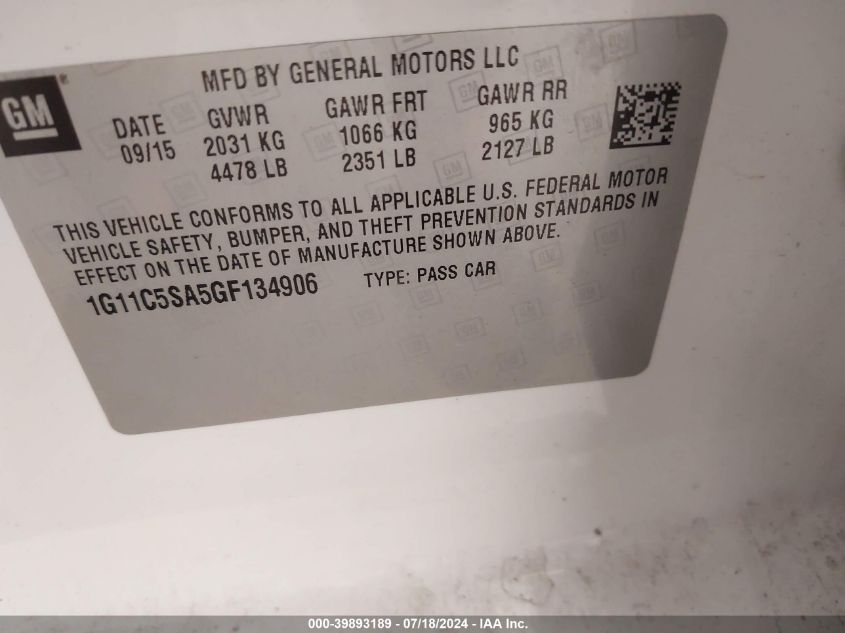 GM ®
MFD BY GENERAL MOTORS LLC
DATE GVWR GAWR FRT GAWR RR
09/15 2031 KG 1066 KG 965 KG
4478 LB 2351 LB 2127 LB
THIS VEHICLE CONFORMS TO ALL APPLICABLE U.S. FEDERAL MOTOR
VEHICLE SAFETY, BUMPER, AND THEFT PREVENTION STANDARDS IN
EFFECT ON THE DATE OF MANUFACTURE SHOWN ABOVE.
1G11C5SA5GF134906 TYPE: PASS CAR
000-39893189 - 07/18/2024 - IAA Inc.